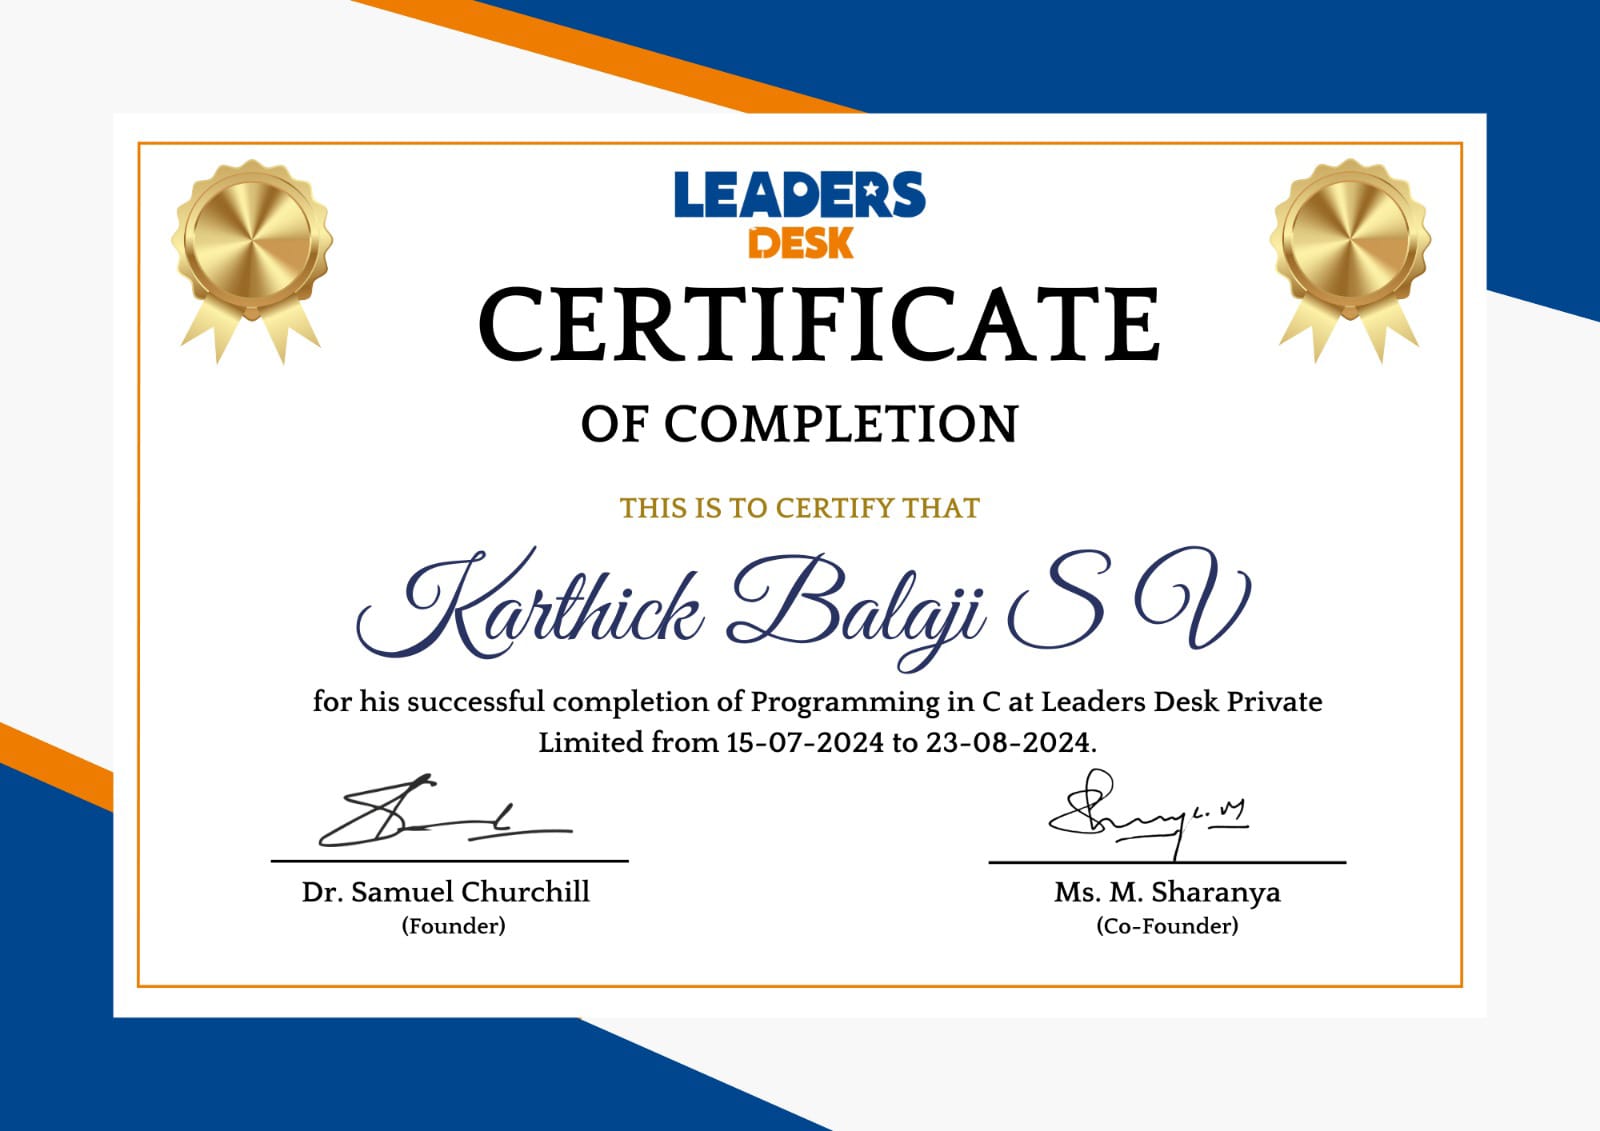 LEADERS
DESK
CERTIFICATE
OF COMPLETION
THIS IS TO CERTIFY THAT
Karthick Balaji S V
for his successful completion of Programming in C at Leaders Desk Private
Limited from 15-07-2024 to 23-08-2024.
Dr. Samuel Churchill
(Founder)
Ms. M. Sharanya
(Co-Founder)